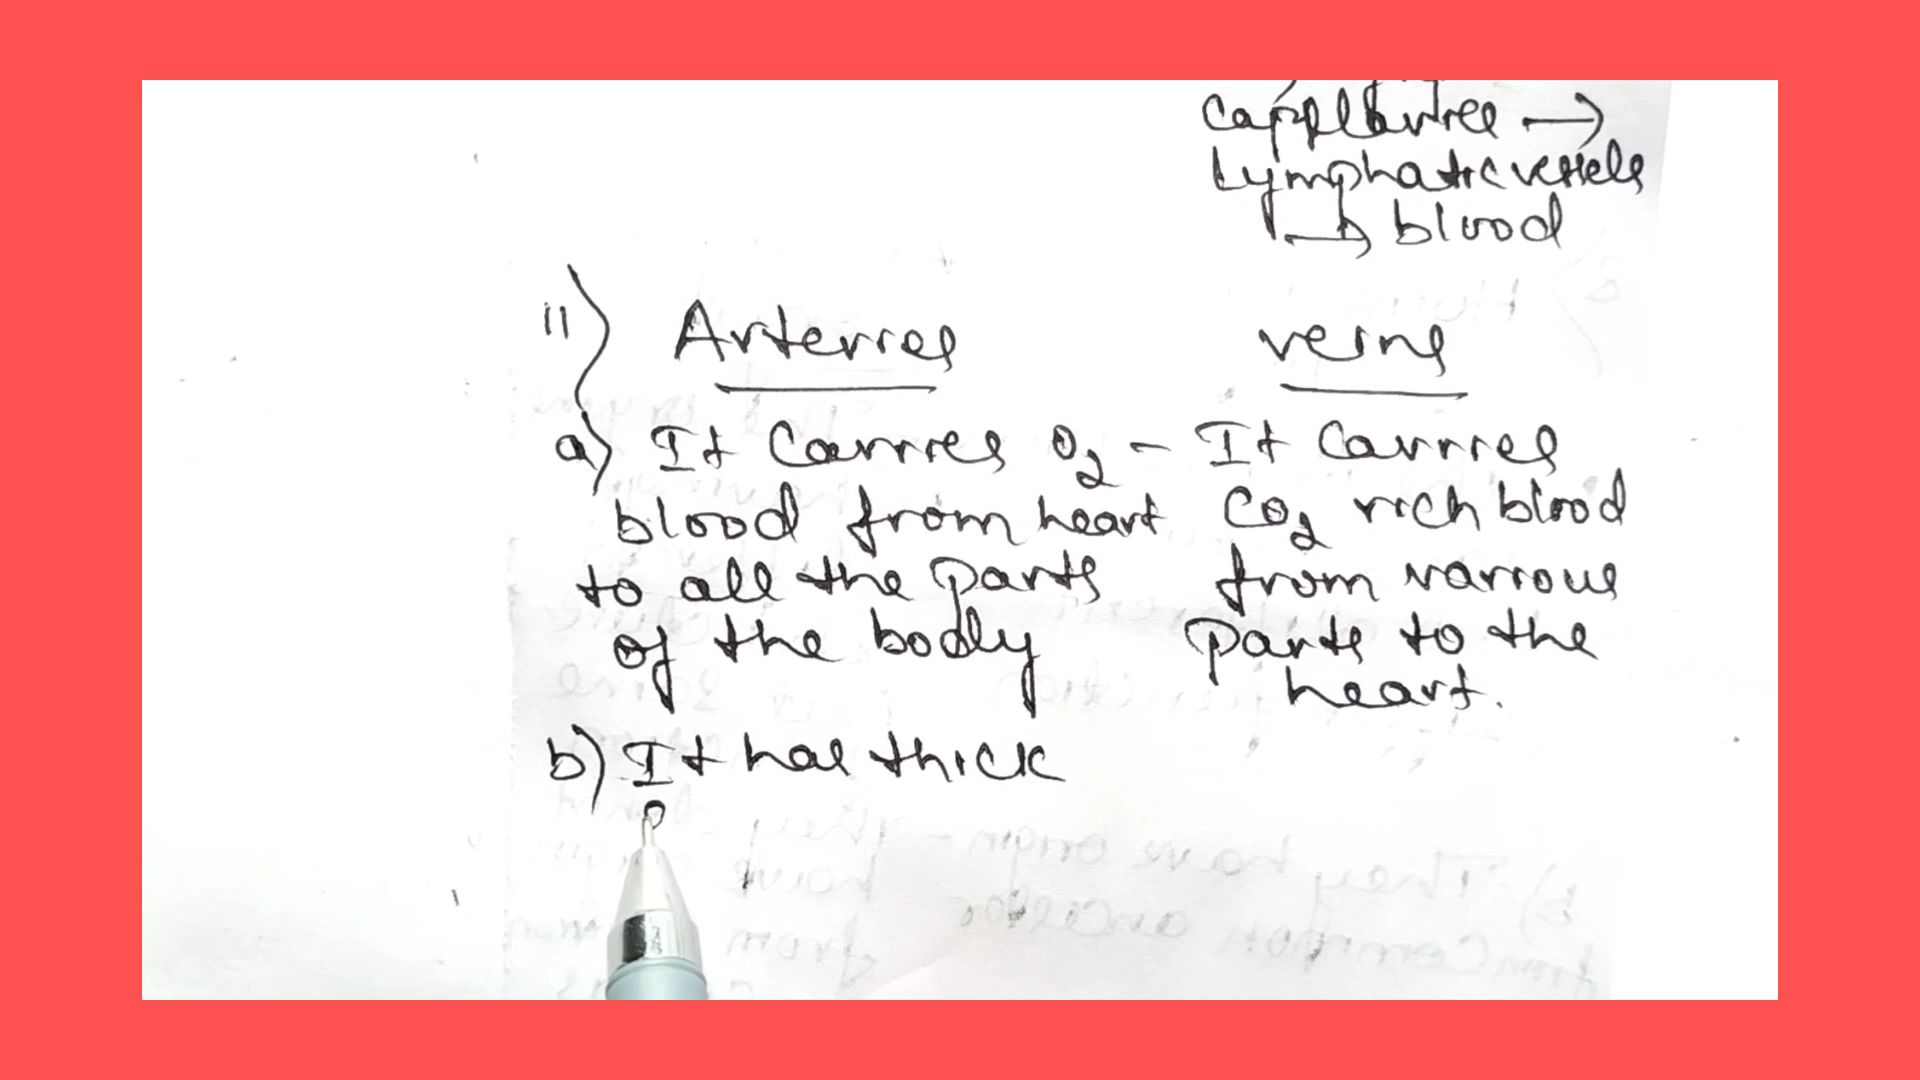 capillaries →
Lymphatic vessels
→ blood
ii) Arteries veins
a) It carries O2 - It carries
blood from heart CO2 rich blood
to all the parts from various
of the body parts to the
heart.
b) It has thick